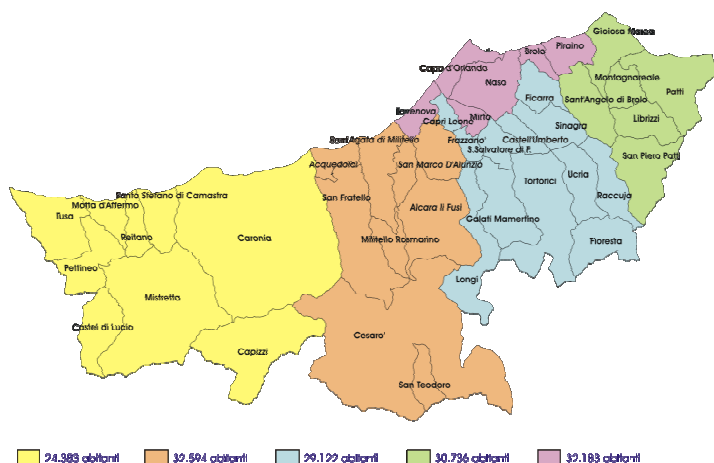 Gioiosa Marea
Brolo
Piraino
Capo d'Orlando
Naso
Montagnareale
Patti
Ficarra
Sant'Angelo di Brolo
Torrenova
Capri Leone
Mirto
Sinagra
Librizzi
Sant'Agata di Militello
Frazzano'
Castell'Umberto
S.Salvatore di F.
San Piero Patti
Acquedolci
San Marco D'Alunzio
Tortorici
Ucria
Raccuja
Santo Stefano di Camastra
San Fratello
Motta d'Affermo
Tusa
Alcara li Fusi
Galati Mamertino
Reitano
Caronia
Militello Rosmarino
Floresta
Pettineo
Longi
Mistretta
Castel di Lucio
Cesaro'
Capizzi
San Teodoro
24.383 abitanti 32.594 abitanti 29.122 abitanti 30.736 abitanti 32.183 abitanti